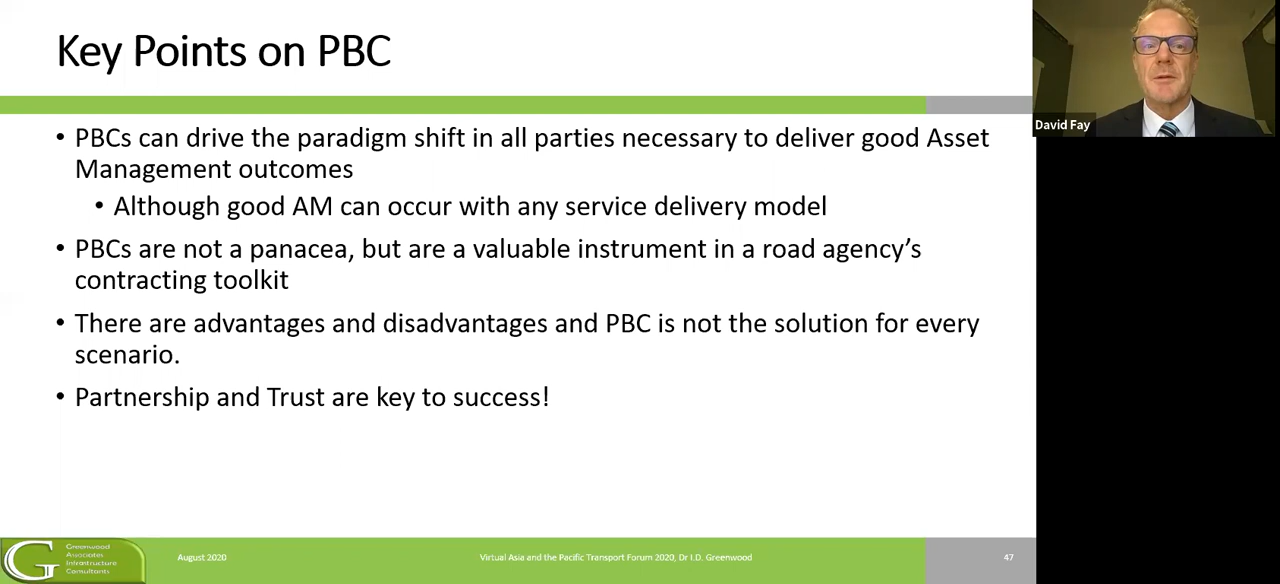 Key Points on PBC
• PBCs can drive the paradigm shift in all parties necessary to deliver good Asset
Management outcomes
• Although good AM can occur with any service delivery model
• PBCs are not a panacea, but are a valuable instrument in a road agency’s
contracting toolkit
• There are advantages and disadvantages and PBC is not the solution for every
scenario.
• Partnership and Trust are key to success!
David Fay
G
Greenwood
Associates
Infrastructure
Consultants
August 2020
Virtual Asia and the Pacific Transport Forum 2020, Dr I.D. Greenwood
47